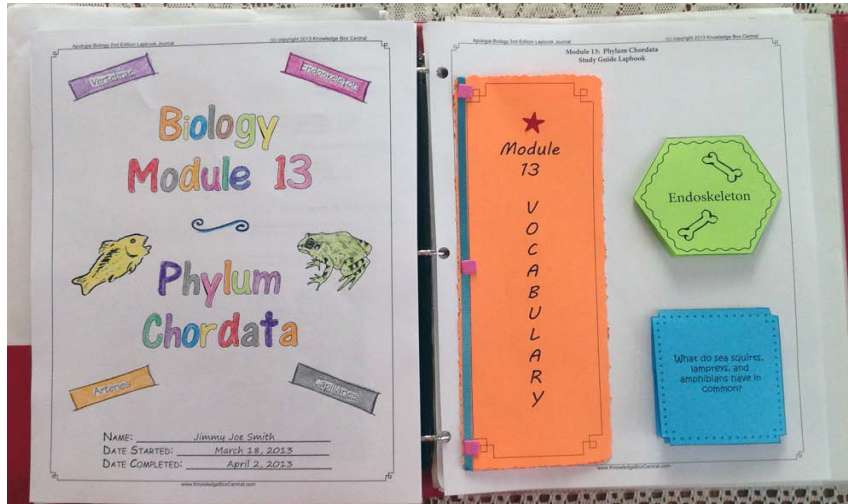 Apologia Biology 2nd Edition Lapbook Journal
(c) copyright 2013 Knowledge Box Central
Vertebrae
Endoskeleton
Biology
Module 13
Phylum
Chordata
Arteries
Capillaries
NAME: Jimmy Joe Smith
DATE STARTED: March 18, 2013
DATE COMPLETED: April 2, 2013
www.KnowledgeBoxCentral.com
Apologia Biology 2nd Edition Lapbook Journal
(c) copyright 2013 Knowledge Box Central
Module 13: Phylum Chordata
Study Guide Lapbook
Module
13
V
O
C
A
B
U
L
A
R
Y
Endoskeleton
What do sea squirts,
lampreys, and
amphibians have in
common?
www.KnowledgeBoxCentral.com